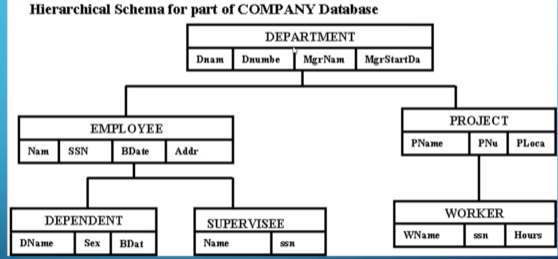 Hierarchical Schema for part of COMPANY Database
DEPARTMENT
Dnam Dnumbe MgrNam MgrStartDa
EMPLOYEE
Nam SSN BDate Addr
PROJECT
PName PNu PLoca
DEPENDENT
DName Sex BDat
SUPERVISEE
Name ssn
WORKER
WName ssn Hours